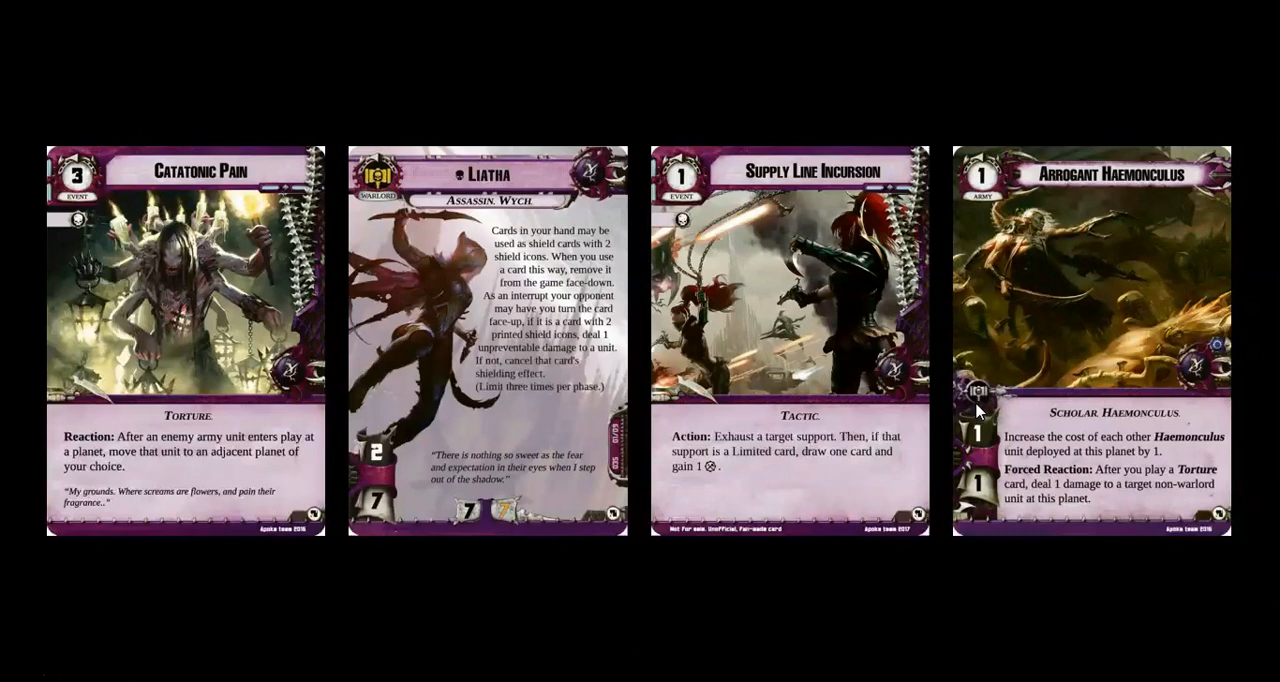 3
EVENT
CATATONIC PAIN
TORTURE.
Reaction: After an enemy army unit enters play at
a planet, move that unit to an adjacent planet of
your choice.
"My grounds. Where screams are flowers, and pain their
fragrance.."
Apoka team 2016
WARLORD
LIATHA
ASSASSIN. WYCH.
Cards in your hand may be
used as shield cards with 2
shield icons. When you use
a card this way, remove it
from the game face-down.
As an interrupt your opponent
may have you turn the card
face-up, if it is a card with 2
printed shield icons, deal 1
unpreventable damage to a unit.
If not, cancel that card's
shielding effect.
(Limit three times per phase.)
2
7
"There is nothing so sweet as the fear
and expectation in their eyes when I step
out of the shadow."
7
7
1
EVENT
SUPPLY LINE INCURSION
TACTIC.
Action: Exhaust a target support. Then, if that
support is a Limited card, draw one card and
gain 1 .
Not for sale. Unofficial, Fan-made card
Apoka team 2017
1
ARMY
ARROGANT HAEMONCULUS
SCHOLAR. HAEMONCULUS.
1
1
Increase the cost of each other Haemonculus
unit deployed at this planet by 1.
Forced Reaction: After you play a Torture
card, deal 1 damage to a target non-warlord
unit at this planet.
Apoka team 2016